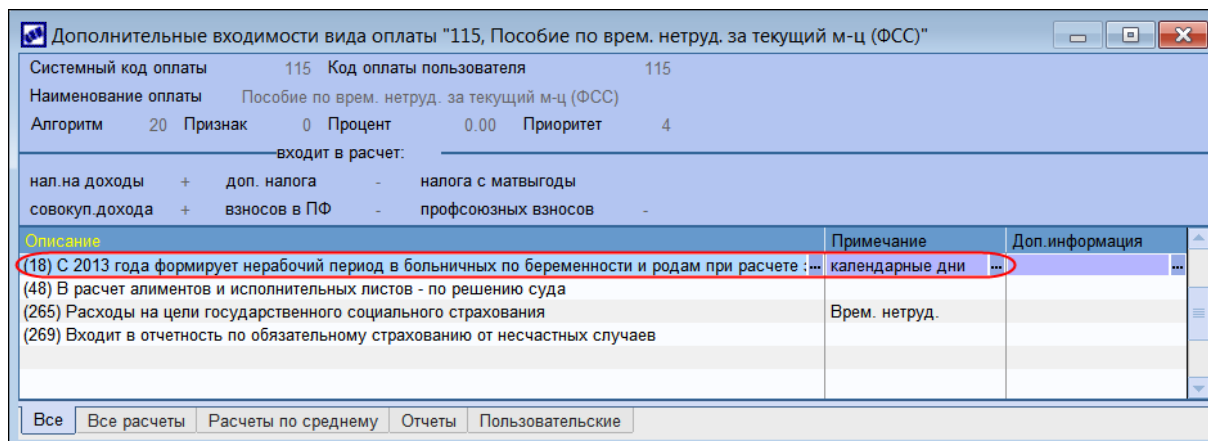 Дополнительные входимости вида оплаты "115, Пособие по врем. нетруд. за текущий м-ц (ФСС)"
Системный код оплаты 115 Код оплаты пользователя 115
Наименование оплаты Пособие по врем. нетруд. за текущий м-ц (ФСС)
Алгоритм 20 Признак 0 Процент 0.00 Приоритет 4
входит в расчет:
нал.на доходы + доп. налога - налога с матвыгоды
совокуп.дохода + взносов в ПФ - профсоюзных взносов -
Описание Примечание Доп.информация
(18) С 2013 года формирует нерабочий период в больничных по беременности и родам при расчете ... календарные дни ... ...
(48) В расчет алиментов и исполнительных листов - по решению суда
(265) Расходы на цели государственного социального страхования Врем. нетруд.
(269) Входит в отчетность по обязательному страхованию от несчастных случаев
Все Все расчеты Расчеты по среднему Отчеты Пользовательские